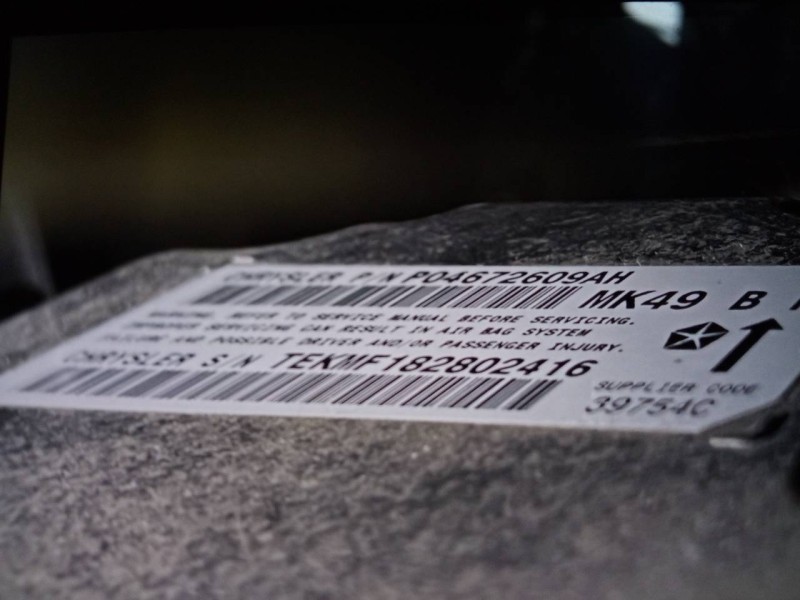 CHRYSLER P/N P04672609AH
MK49 B
WARNING. REFER TO SERVICE MANUAL BEFORE SERVICING.
IMPROPER SERVICING CAN RESULT IN AIR BAG SYSTEM
FAILURE AND POSSIBLE DRIVER AND/OR PASSENGER INJURY.
CHRYSLER S/N TEKMF182802416
SUPPLIER CODE
39754C